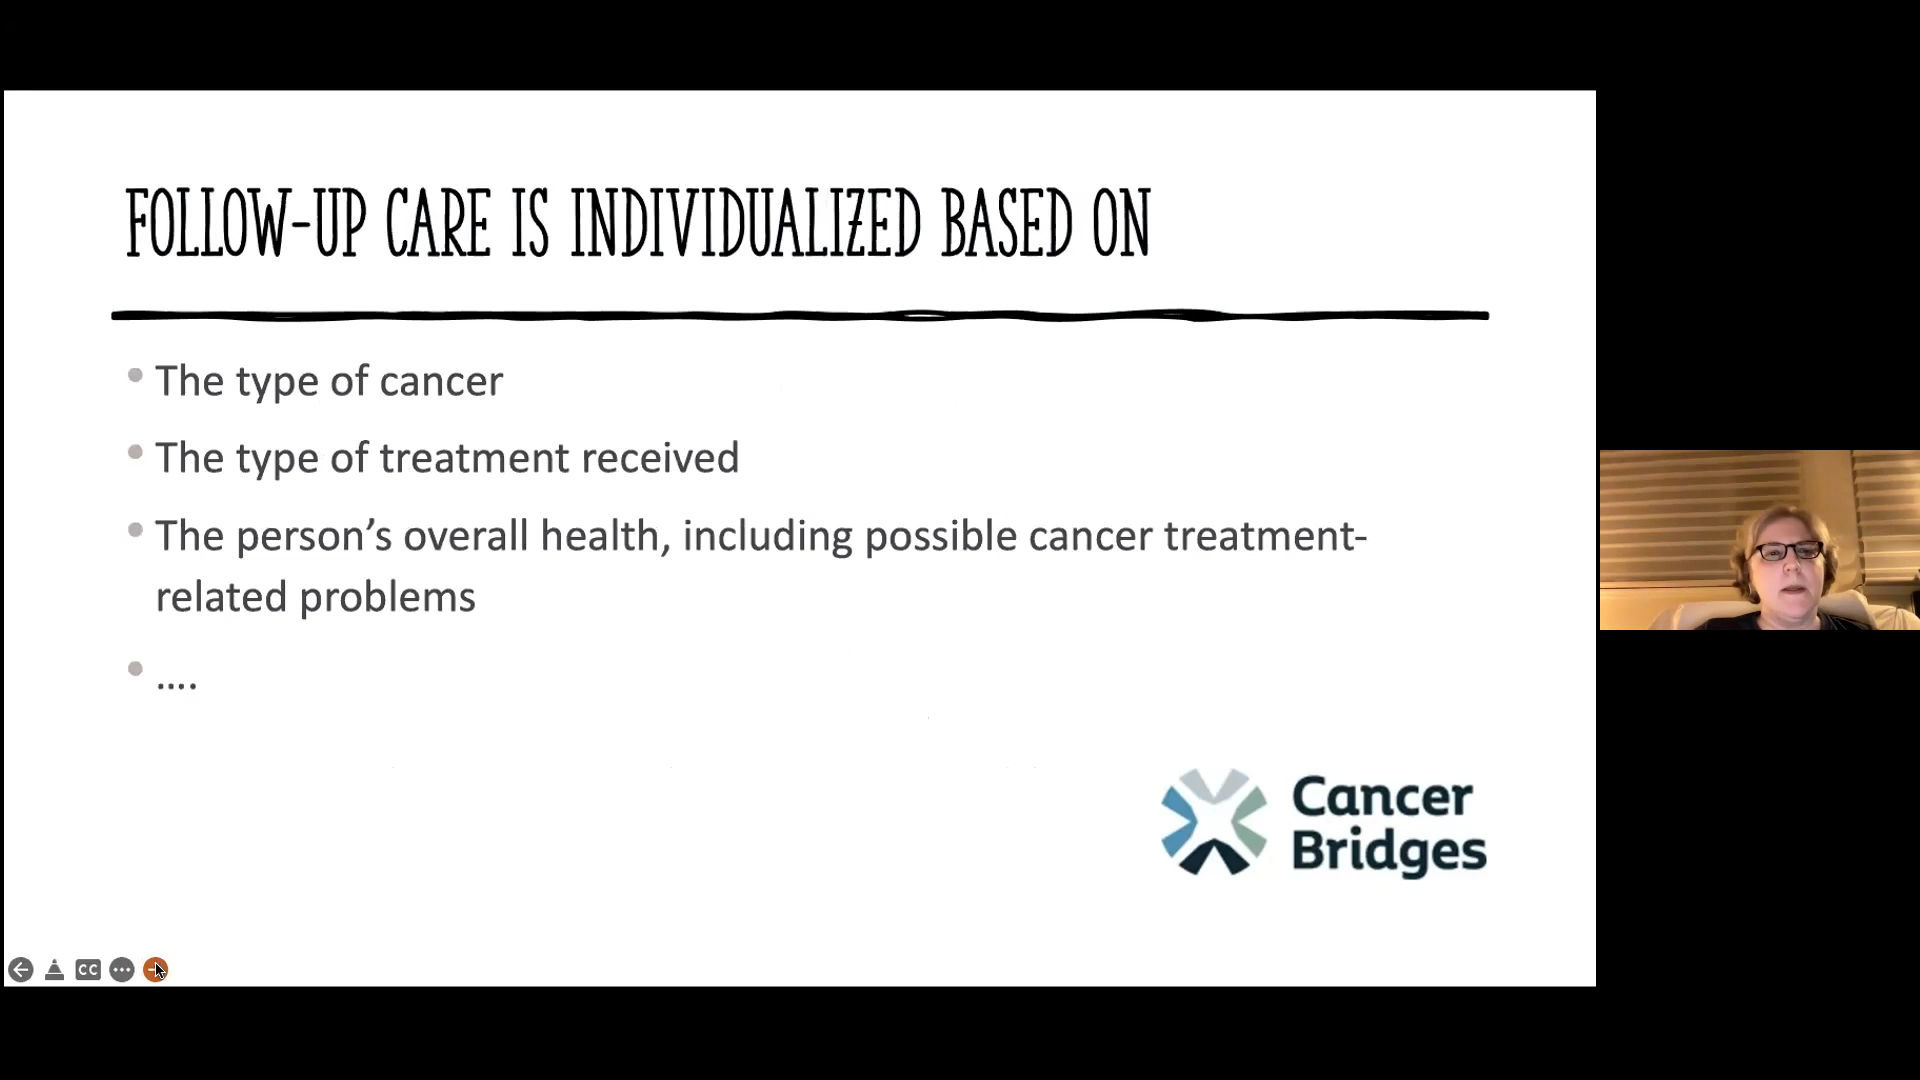 FOLLOW-UP CARE IS INDIVIDUALIZED BASED ON
• The type of cancer
• The type of treatment received
• The person’s overall health, including possible cancer treatment-
related problems
• ....
Cancer
Bridges
CC